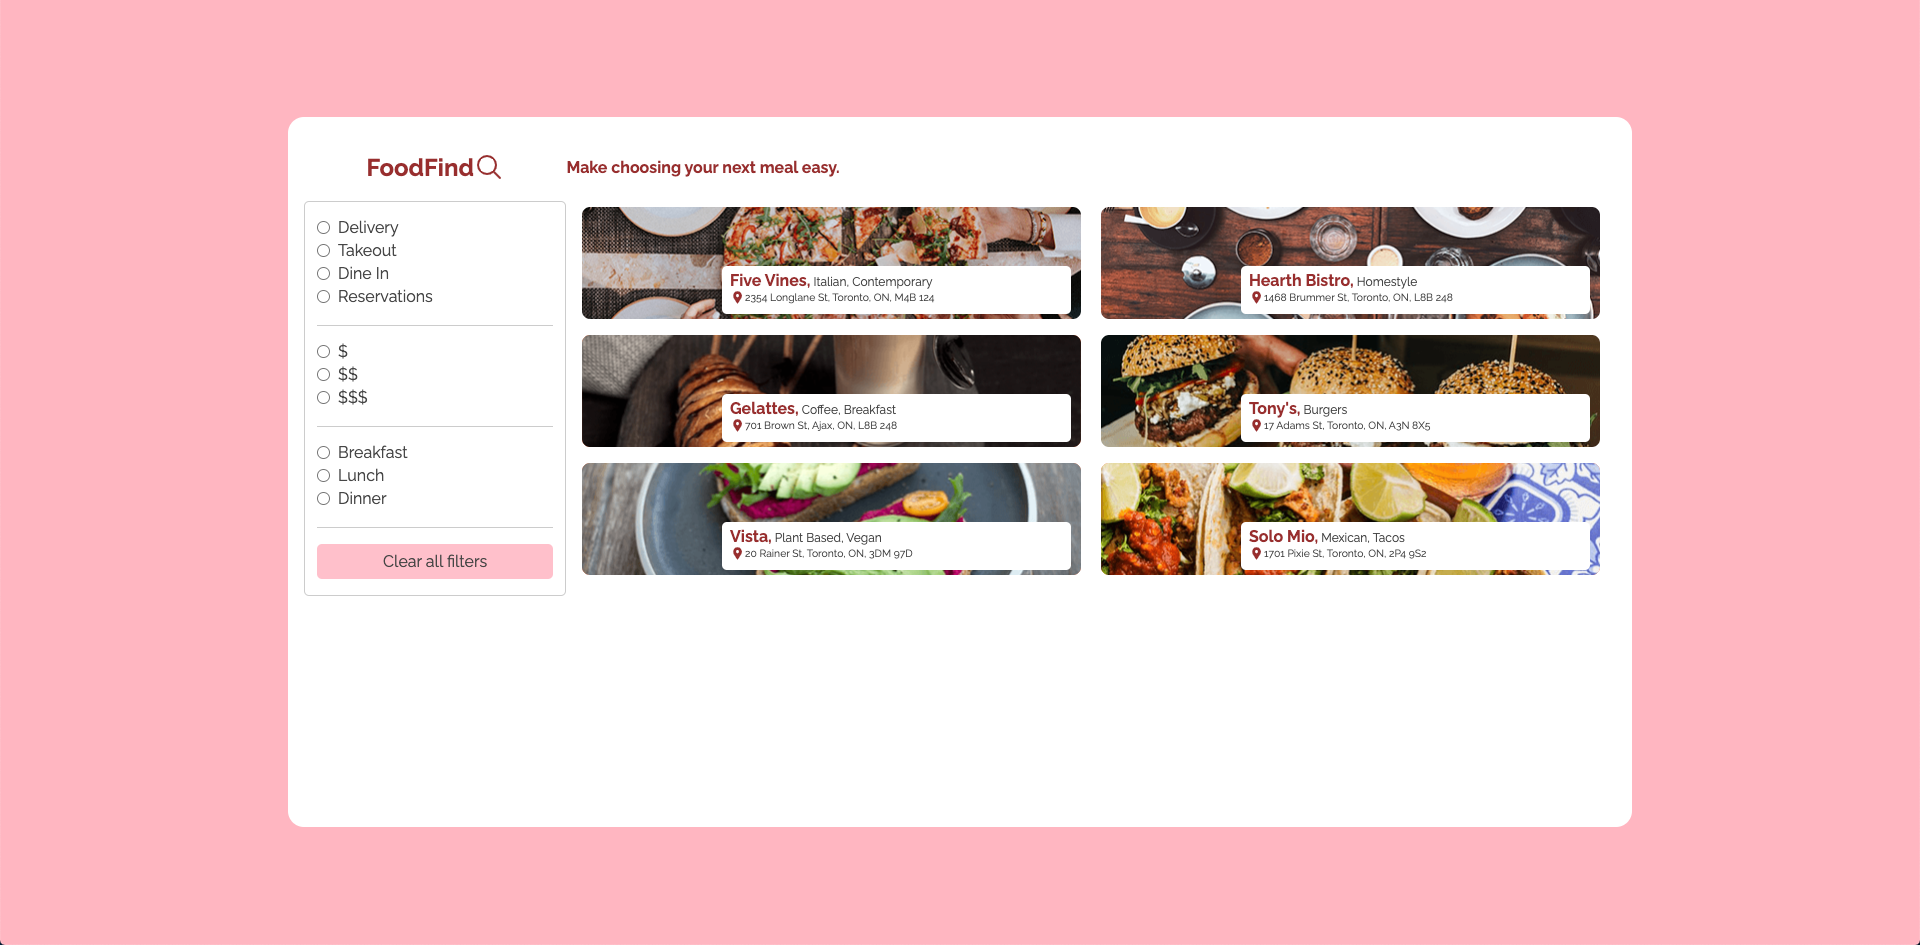 FoodFind
Make choosing your next meal easy.
Delivery
Takeout
Dine In
Reservations
$
$$
$$$
Breakfast
Lunch
Dinner
Clear all filters
Five Vines, Italian, Contemporary
2354 Longlane St, Toronto, ON, M4B 124
Hearth Bistro, Homestyle
1468 Brummer St, Toronto, ON, L8B 248
Gelattes, Coffee, Breakfast
701 Brown St, Ajax, ON, L8B 248
Tony's, Burgers
17 Adams St, Toronto, ON, A3N 8X5
Vista, Plant Based, Vegan
20 Rainer St, Toronto, ON, 3DM 97D
Solo Mio, Mexican, Tacos
1701 Pixie St, Toronto, ON, 2P4 9S2